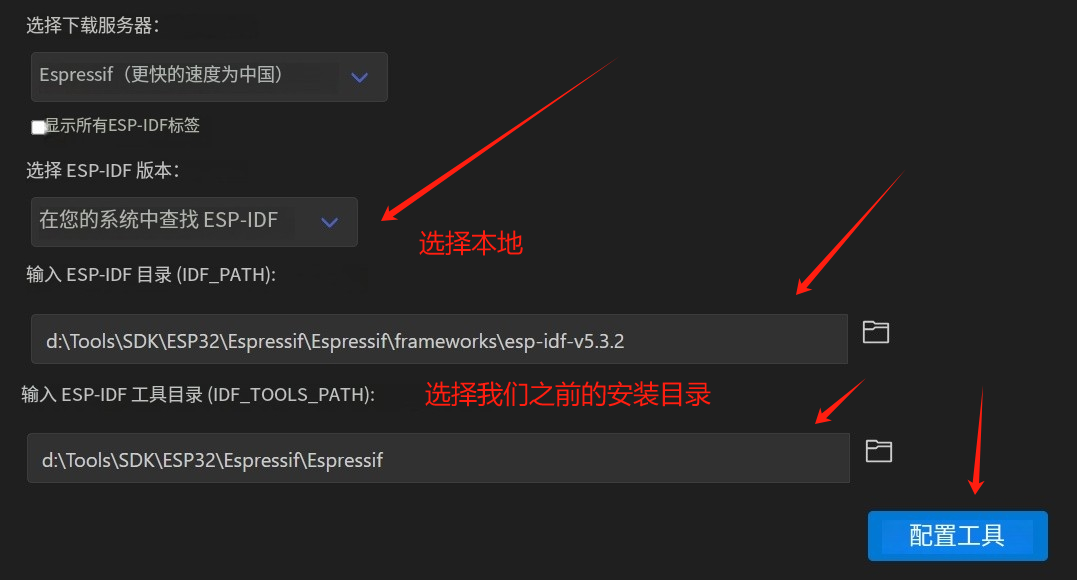 选择下载服务器：
Espressif（更快的速度为中国）
显示所有ESP-IDF标签
选择 ESP-IDF 版本：
在您的系统中查找 ESP-IDF
选择本地
输入 ESP-IDF 目录 (IDF_PATH):
d:\Tools\SDK\ESP32\Espressif\Espressif\frameworks\esp-idf-v5.3.2
输入 ESP-IDF 工具目录 (IDF_TOOLS_PATH):
选择我们之前的安装目录
d:\Tools\SDK\ESP32\Espressif\Espressif
配置工具